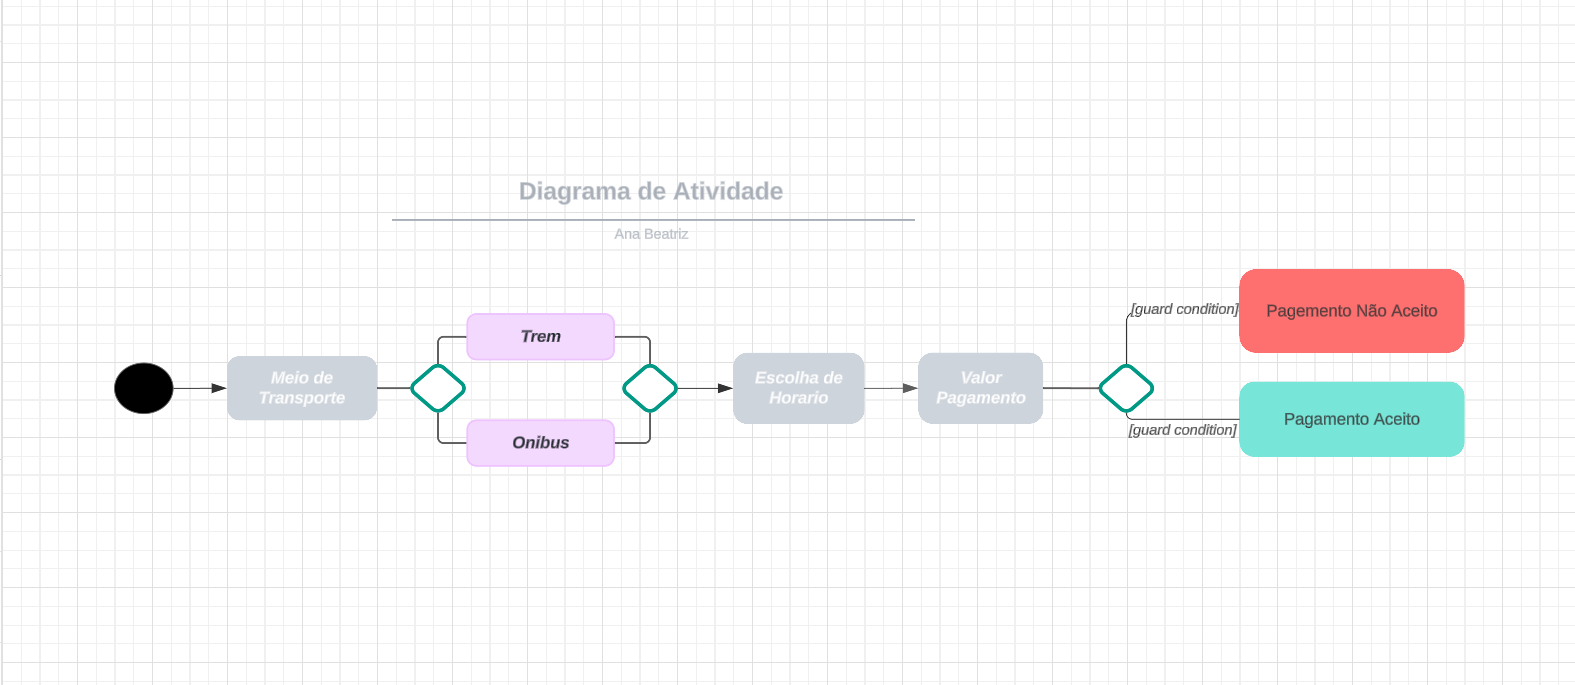 Diagrama de Atividade
Ana Beatriz
Meio de
Transporte
Trem
Onibus
Escolha de
Horario
Valor
Pagamento
[guard condition]
Pagemento Não Aceito
Pagamento Aceito
[guard condition]